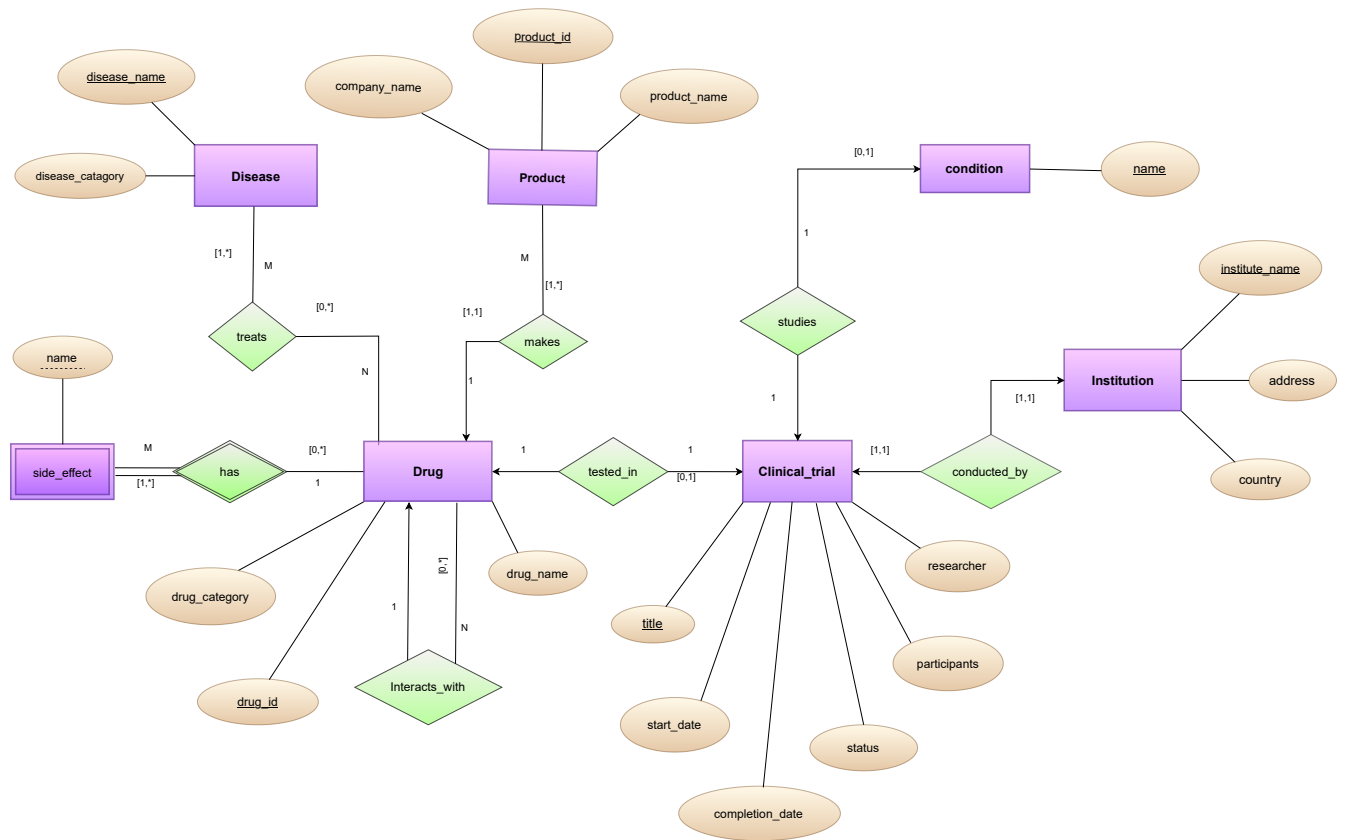 product_id
disease_name
company_name
product_name
[0,1]
condition
name
disease_catagory
Disease
Product
1
[1,*]
M
M
[1,*]
institute_name
[0,*]
[1,1]
studies
treats
makes
name
N
1
1
Institution
address
[1,1]
M
[0,*]
1
1
[1,1]
side_effect
has
Drug
tested_in
Clinical_trial
conducted_by
[1,*]
1
[0,1]
country
[0,*]
drug_name
researcher
drug_category
1
N
title
participants
Interacts_with
drug_id
start_date
status
completion_date